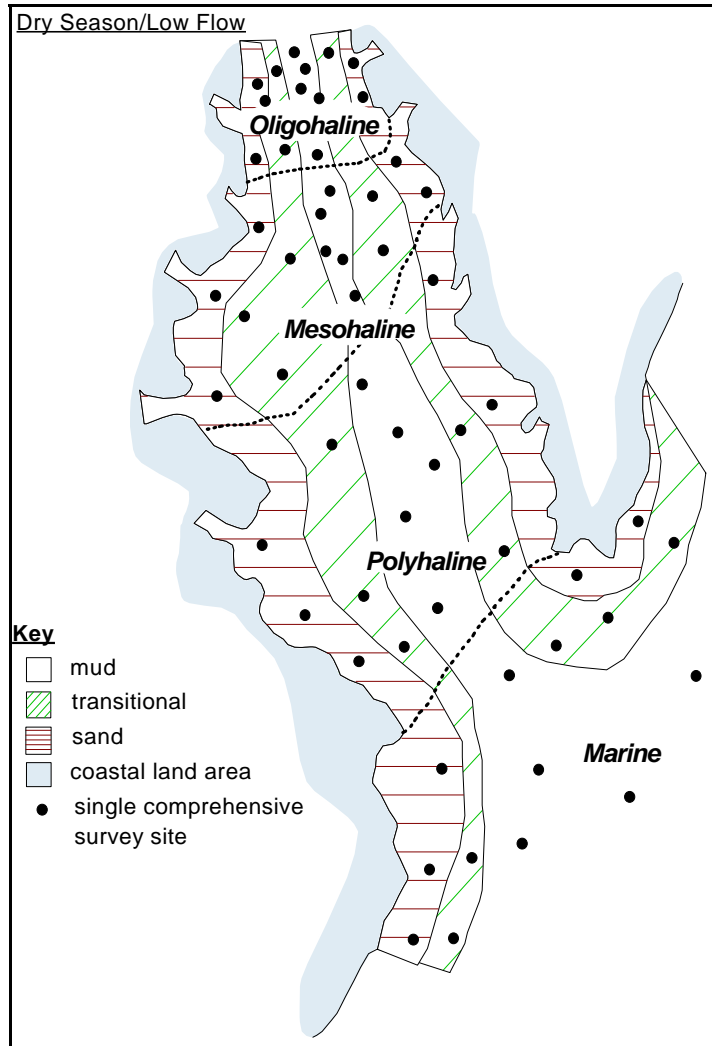 Dry Season/Low Flow
Oligohaline
Mesohaline
Polyhaline
Marine
Key
mud
transitional
sand
coastal land area
single comprehensive
survey site